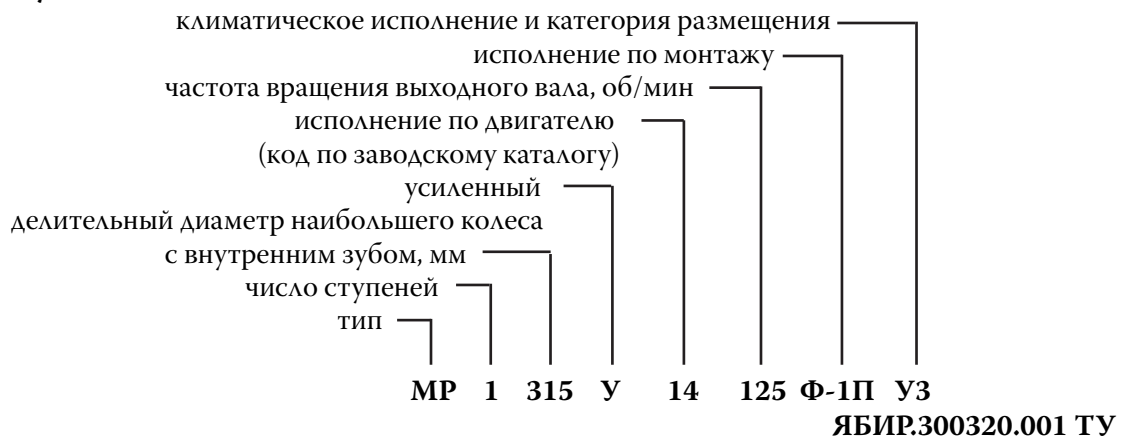 климатическое исполнение и категория размещения
исполнение по монтажу
частота вращения выходного вала, об/мин
исполнение по двигателю
(код по заводскому каталогу)
усиленный
делительный диаметр наибольшего колеса
с внутренним зубом, мм
число ступеней
тип
МР 1 315 У 14 125 Ф-1П У3
ЯБИР.300320.001 ТУ